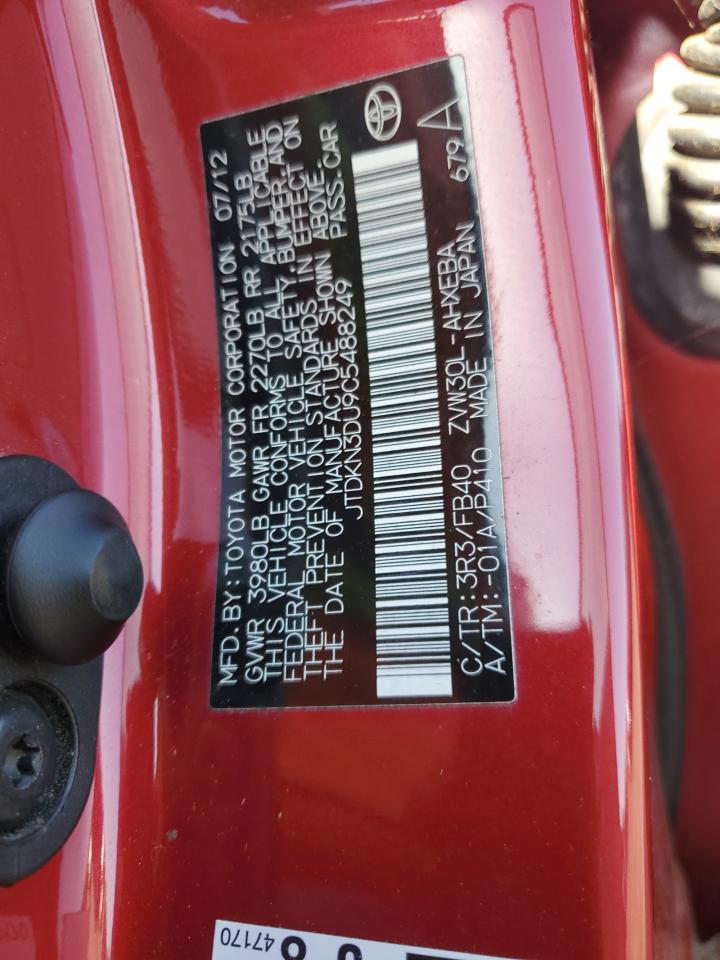 MFD. BY: TOYOTA MOTOR CORPORATION 07/12
GVWR 3980LB GAWR FR 2270LB RR 2175LB
THIS VEHICLE CONFORMS TO ALL APPLICABLE
FEDERAL MOTOR VEHICLE SAFETY, BUMPER, AND
THEFT PREVENTION STANDARDS IN EFFECT ON
THE DATE OF MANUFACTURE SHOWN ABOVE.
JTDKN3DU9C5488249 PASS. CAR
C/TR: 3R3/FB40 ZVW30L-AHXEBA
A/TM: -01A/P410 MADE IN JAPAN 679 A
47170